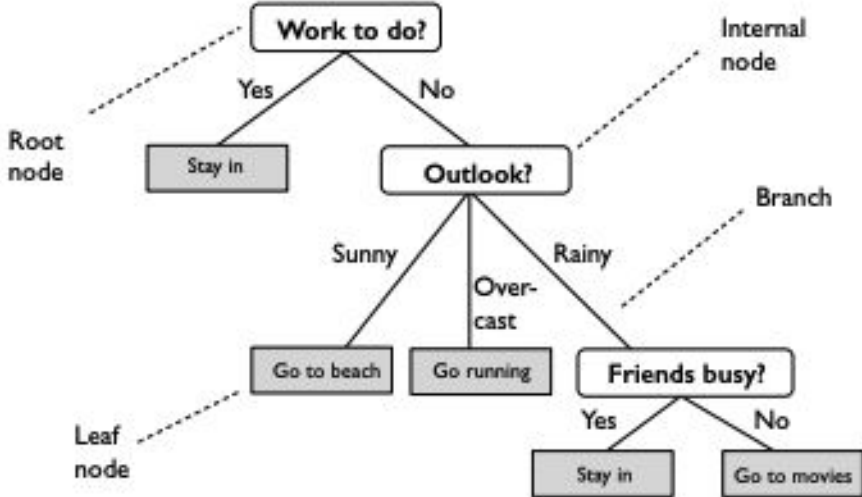 Work to do?
Internal
node
Yes
No
Root
node
Stay in
Outlook?
Branch
Sunny
Rainy
Over-
cast
Go to beach
Go running
Friends busy?
Yes
No
Leaf
node
Stay in
Go to movies